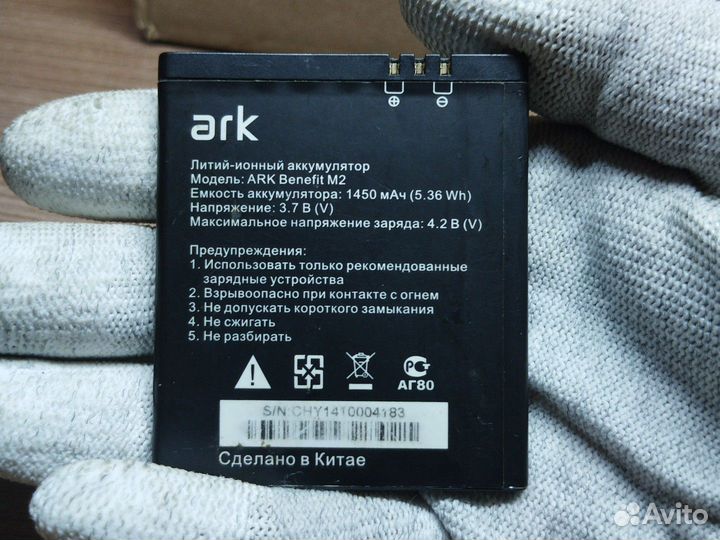 ark
Литий-ионный аккумулятор
Модель: ARK Benefit M2
Емкость аккумулятора: 1450 мАч (5.36 Wh)
Напряжение: 3.7 В (V)
Максимальное напряжение заряда: 4.2 В (V)
Предупреждения:
1. Использовать только рекомендованные
зарядные устройства
2. Взрывоопасно при контакте с огнем
3. Не допускать короткого замыкания
4. Не сжигать
5. Не разбирать
АГ80
S/N:CHY14T0004183
Сделано в Китае
Avito